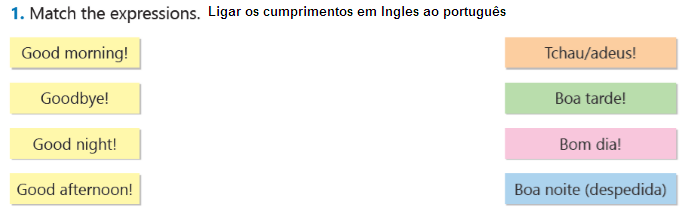 1. Match the expressions. Ligar os cumprimentos em Ingles ao português
Good morning! Tchau/adeus!
Goodbye! Boa tarde!
Good night! Bom dia!
Good afternoon! Boa noite (despedida)